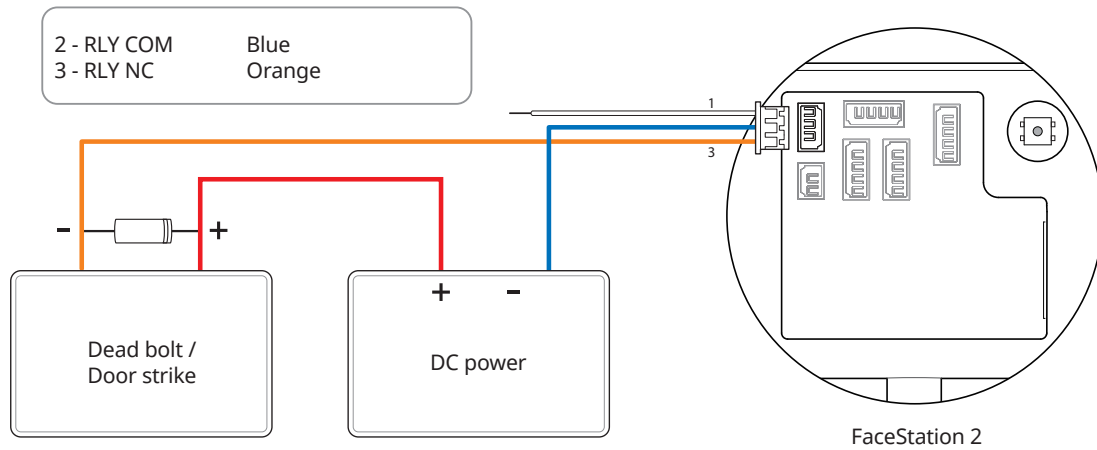 2 - RLY COM Blue
3 - RLY NC Orange
1
3
- +
+ -
Dead bolt /
Door strike
DC power
FaceStation 2